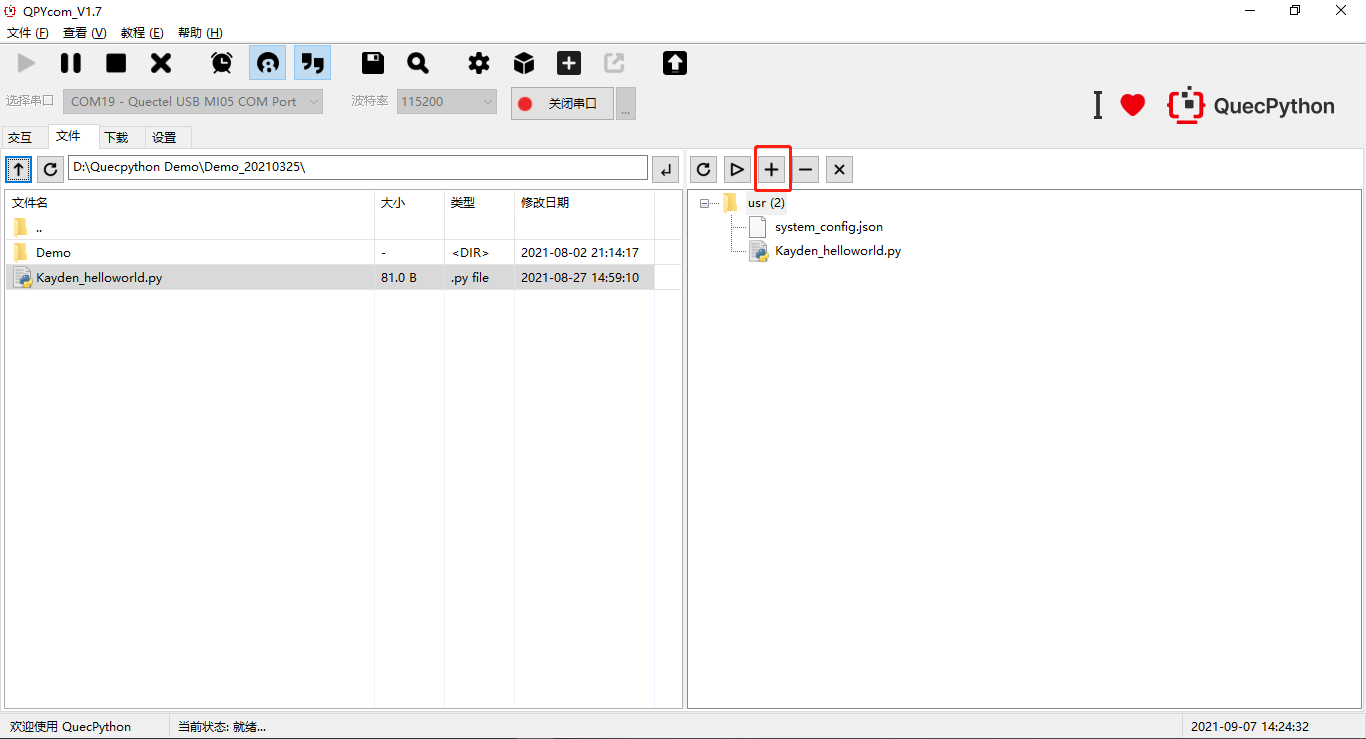 QPYcom_V1.7
文件 (F) 查看 (V) 教程 (E) 帮助 (H)
选择串口 COM19 - Quectel USB MI05 COM Port 波特率 115200 关闭串口 ...
QuecPython
交互 文件 下载 设置
D:\Quecpython Demo\Demo_20210325\
文件名 大小 类型 修改日期
..
Demo - <DIR> 2021-08-02 21:14:17
Kayden_helloworld.py 81.0 B .py file 2021-08-27 14:59:10
usr (2)
system_config.json
Kayden_helloworld.py
欢迎使用 QuecPython 当前状态: 就绪... 2021-09-07 14:24:32